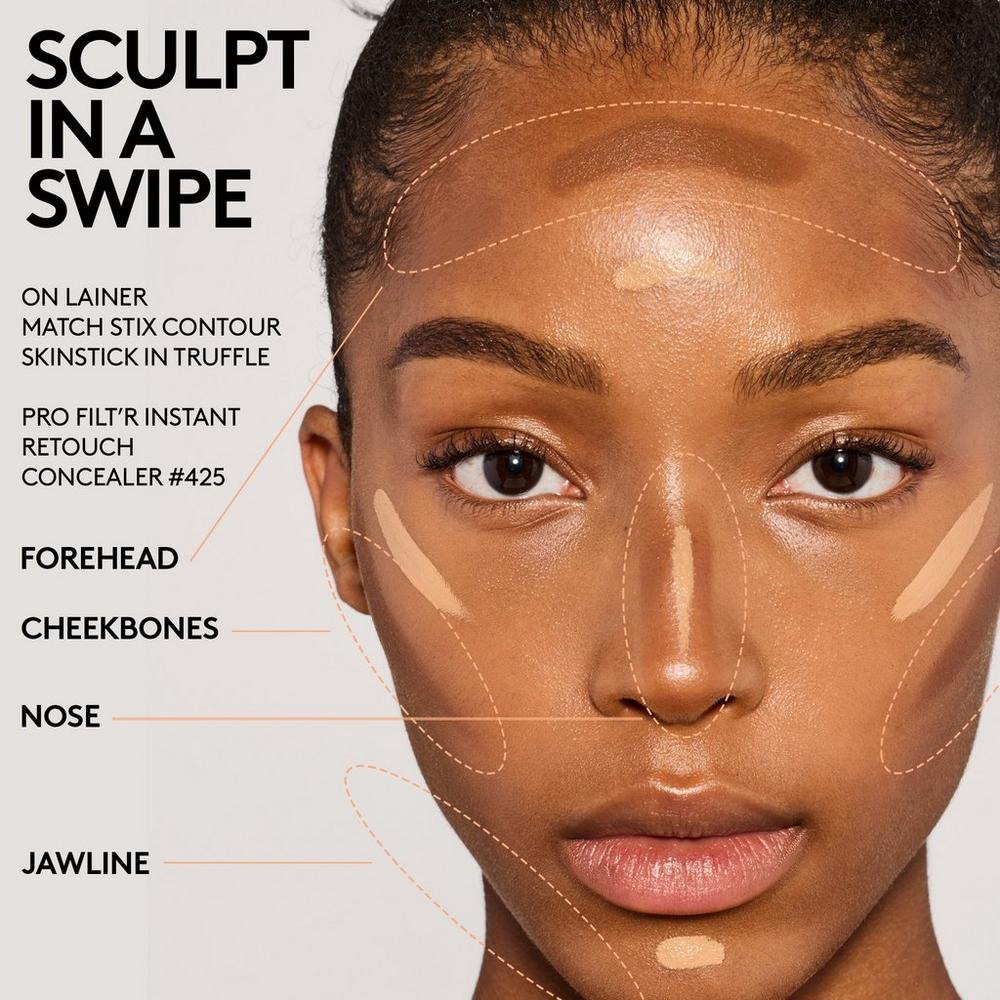 SCULPT
IN A
SWIPE
ON LAINER
MATCH STIX CONTOUR
SKINSTICK IN TRUFFLE
PRO FILT’R INSTANT
RETOUCH
CONCEALER #425
FOREHEAD
CHEEKBONES
NOSE
JAWLINE